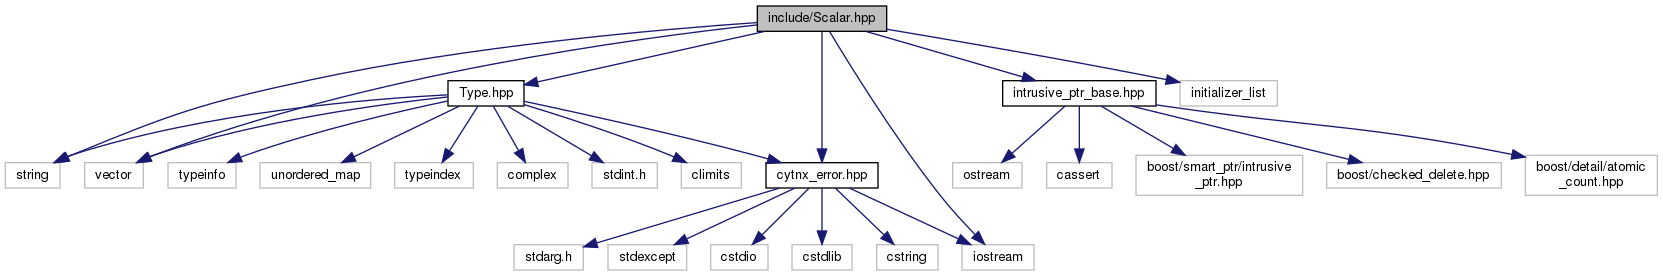 include/Scalar.hpp
Type.hpp
intrusive_ptr_base.hpp
initializer_list
string
vector
typeinfo
unordered_map
typeindex
complex
stdint.h
climits
cytnx_error.hpp
ostream
cassert
boost/smart_ptr/intrusive
_ptr.hpp
boost/checked_delete.hpp
boost/detail/atomic
_count.hpp
stdarg.h
stdexcept
cstdio
cstdlib
cstring
iostream